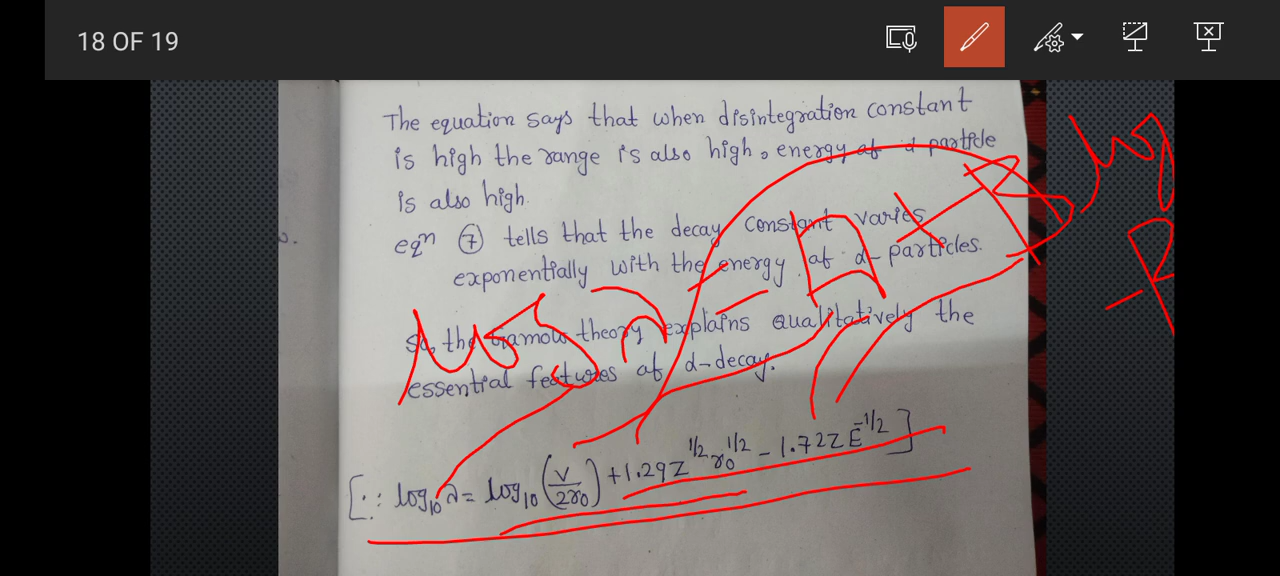 18 OF 19
The equation says that when disintegration constant
is high the range is also high, energy of α particle
is also high.
eqⁿ ⑦ tells that the decay constant varies
exponentially with the energy of α-particles.
So, the Gamow theory explains qualitatively the
essential features of α-decay.
[∵ log₁₀ λ = log₁₀ (v/2r₀) + 1.29 Z^1/2 r₀^1/2 - 1.72 Z E^-1/2]